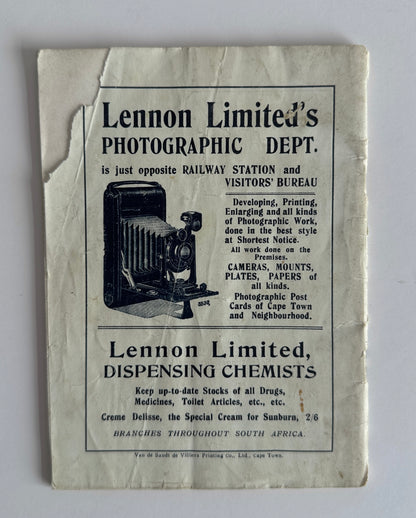 Lennon Limited's
PHOTOGRAPHIC DEPT.
is just opposite RAILWAY STATION and
VISITORS' BUREAU
Developing, Printing,
Enlarging and all kinds
of Photographic Work,
done in the best style
at Shortest Notice.
All work done on the
Premises.
CAMERAS, MOUNTS,
PLATES, PAPERS of
all kinds.
Photographic Post
Cards of Cape Town
and Neighbourhood.
Lennon Limited,
DISPENSING CHEMISTS
Keep up-to-date Stocks of all Drugs,
Medicines, Toilet Articles, etc., etc.
Creme Delisse, the Special Cream for Sunburn, 2/6
BRANCHES THROUGHOUT SOUTH AFRICA.
Van de Sandt de Villiers Printing Co., Ltd., Cape Town.